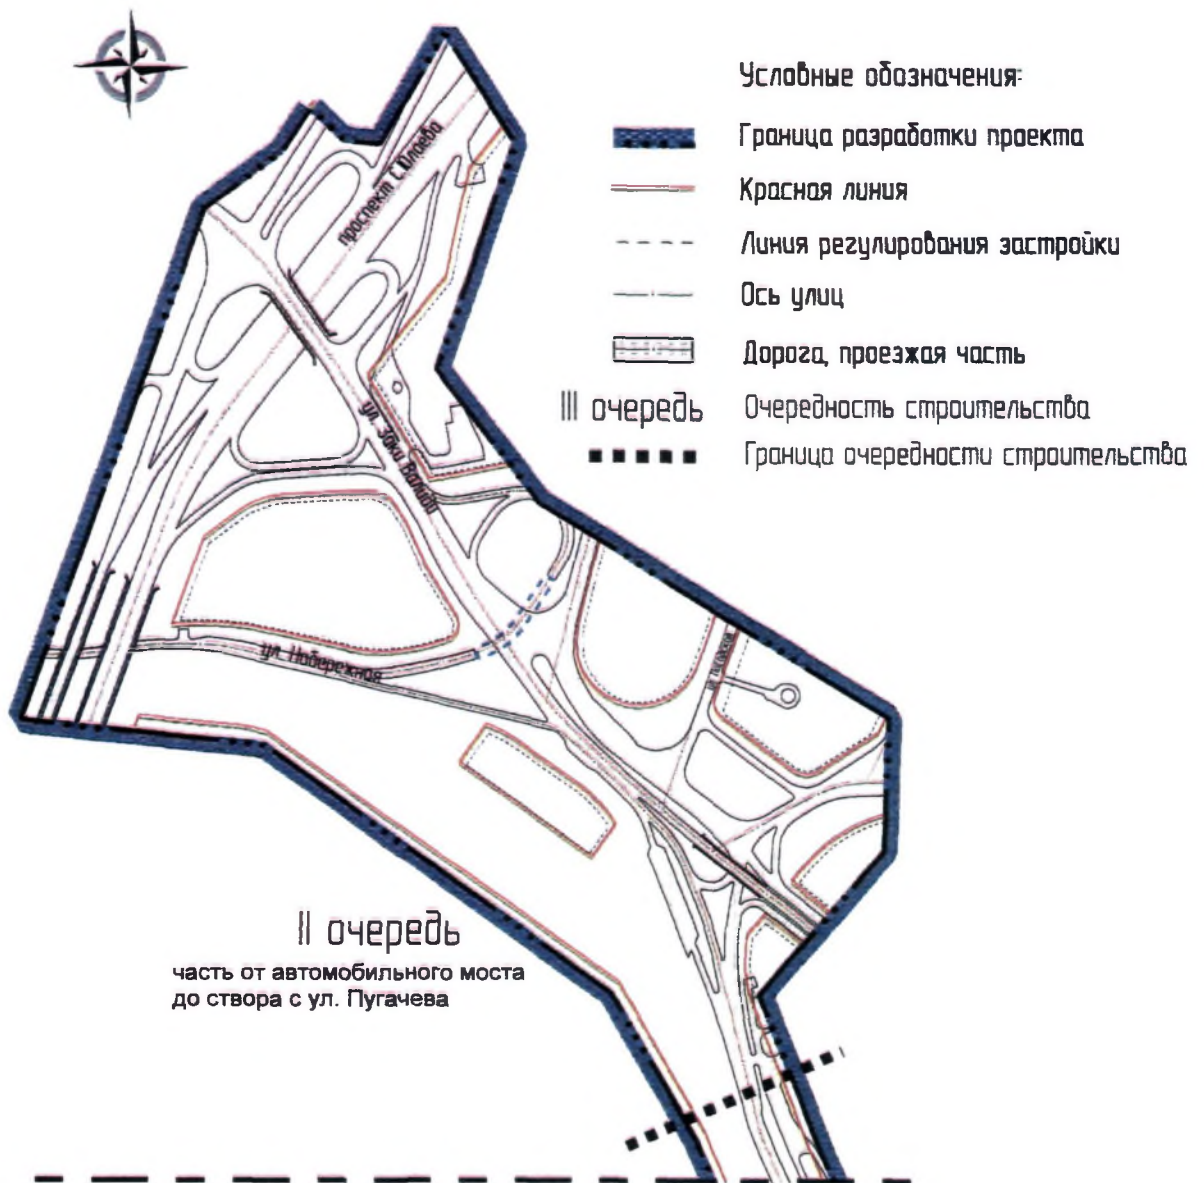 Условные обозначения:
Граница разработки проекта
Красная линия
Линия регулирования застройки
Ось улиц
Дорога, проезжая часть
III очередь Очередность строительства
Граница очередности строительства
проспект С.Юлаева
ул. Заки Валиди
ул. Набережная
II очередь
часть от автомобильного моста
до створа с ул. Пугачева